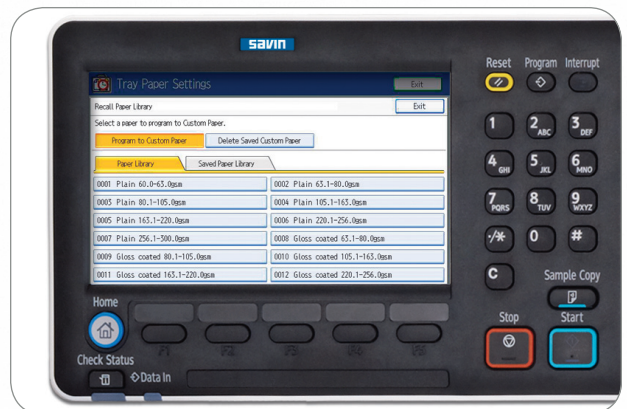 savin
Tray Paper Settings
Exit
Recall Paper Library
Exit
Select a paper to program to Custom Paper.
Program to Custom Paper
Delete Saved Custom Paper
Paper Library
Saved Paper Library
0001 Plain 60.0-63.0gsm
0002 Plain 63.1-80.0gsm
0003 Plain 80.1-105.0gsm
0004 Plain 105.1-163.0gsm
0005 Plain 163.1-220.0gsm
0006 Plain 220.1-256.0gsm
0007 Plain 256.1-300.0gsm
0008 Gloss coated 63.1-80.0gsm
0009 Gloss coated 80.1-105.0gsm
0010 Gloss coated 105.1-163.0gsm
0011 Gloss coated 163.1-220.0gsm
0012 Gloss coated 220.1-256.0gsm
Reset Program Interrupt
1 2 ABC 3 DEF
4 GHI 5 JKL 6 MNO
7 PQRS 8 TUV 9 WXYZ
·/* 0 #
C
Sample Copy
Stop Start
Home
F1 F2 F3 F4 F5
Check Status
Data In